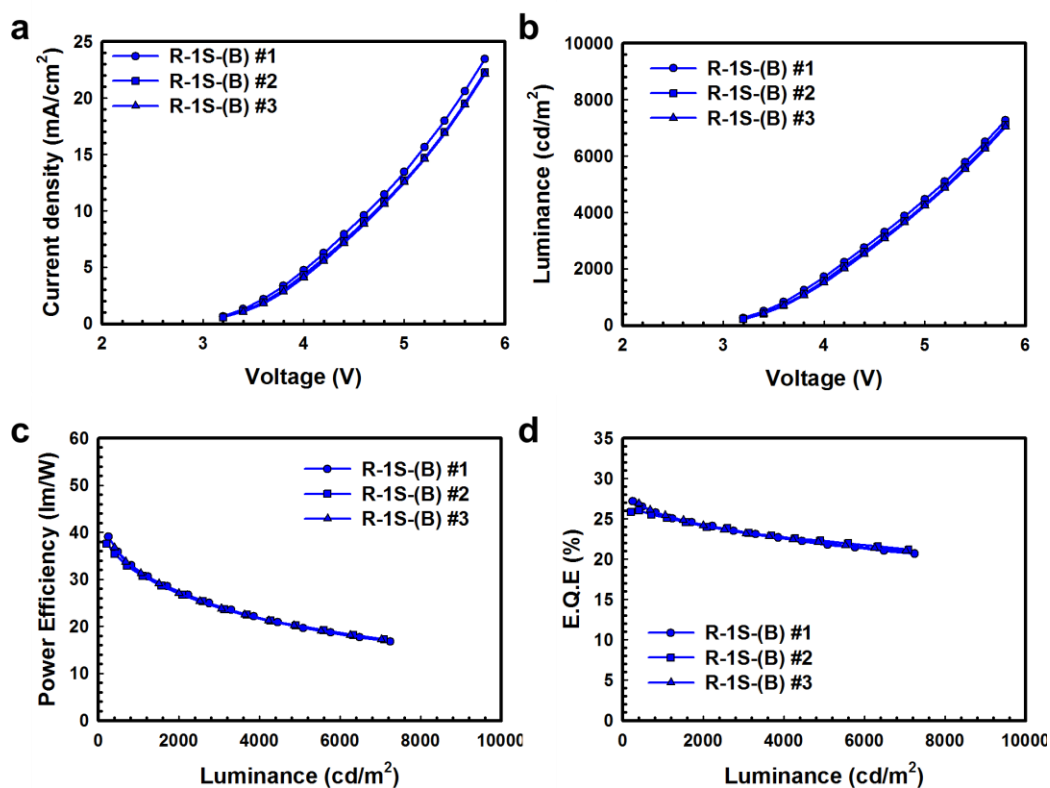 a
Current density (mA/cm²)
25
20
15
10
5
0
R-1S-(B) #1
R-1S-(B) #2
R-1S-(B) #3
2 3 4 5 6
Voltage (V)
b
Luminance (cd/m²)
10000
8000
6000
4000
2000
0
R-1S-(B) #1
R-1S-(B) #2
R-1S-(B) #3
2 3 4 5 6
Voltage (V)
c
Power Efficiency (lm/W)
60
50
40
30
20
10
0
R-1S-(B) #1
R-1S-(B) #2
R-1S-(B) #3
0 2000 4000 6000 8000 10000
Luminance (cd/m²)
d
E.Q.E (%)
35
30
25
20
15
10
5
0
R-1S-(B) #1
R-1S-(B) #2
R-1S-(B) #3
0 2000 4000 6000 8000 10000
Luminance (cd/m²)